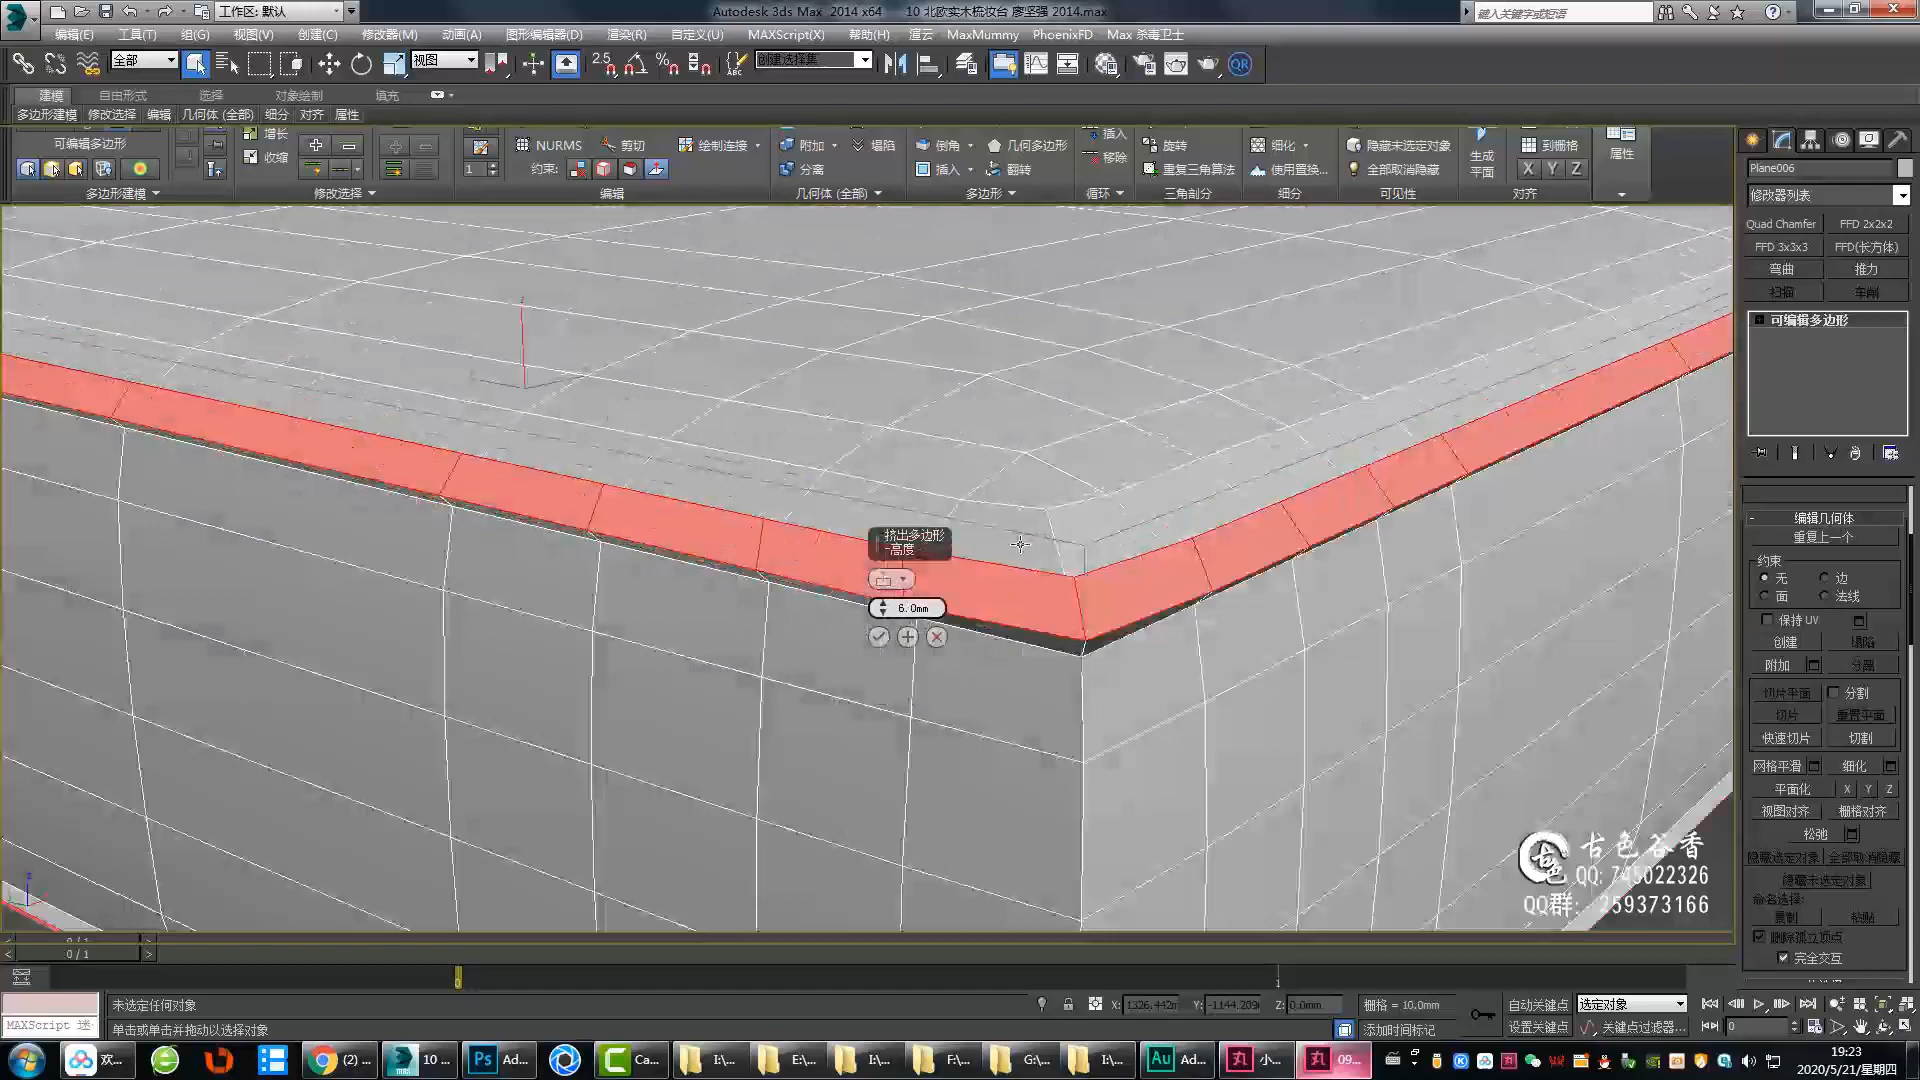 工作区: 默认
Autodesk 3ds Max 2014 x64 10 北欧实木梳妆台 廖坚强 2014.max
键入关键字或短语
编辑(E) 工具(T) 组(G) 视图(V) 创建(C) 修改器(M) 动画(A) 图形编辑器(D) 渲染(R) 自定义(U) MAXScript(X) 帮助(H) 渲云 MaxMummy PhoenixFD Max 杀毒卫士
全部 视图 2.5 创建选择集
建模 自由形式 选择 对象绘制 填充
多边形建模 修改选择 编辑 几何体 (全部) 细分 对齐 属性
可编辑多边形 增长 收缩 NURMS 剪切 绘制连接 附加 塌陷 倒角 几何多边形 插入 移除 旋转 细化 隐藏未选定对象 生成平面 到栅格 属性
1 约束: 分离 插入 翻转 重复三角算法 使用置换... 全部取消隐藏 X Y Z
多边形建模 修改选择 编辑 几何体 (全部) 多边形 循环 三角剖分 细分 可见性 对齐
Plane006
修改器列表
Quad Chamfer FFD 2x2x2
FFD 3x3x3 FFD(长方体)
弯曲 推力
扫描 车削
可编辑多边形
挤出多边形
-高度
6.0mm
编辑几何体
重复上一个
约束
无 边
面 法线
保持 UV
创建 塌陷
附加 分离
切片平面 分割
切片 重置平面
快速切片 切割
网格平滑 细化
平面化 X Y Z
视图对齐 栅格对齐
松弛
隐藏选定对象 全部取消隐藏
隐藏未选定对象
命名选择:
复制 粘贴
删除孤立顶点
完全交互
古色谷香
QQ: 745022326
QQ群: 259373166
0 / 1
0 / 1
0 1
未选定任何对象 X: 1326.442m Y: -1144.209m Z: 0.0mm 栅格 = 10.0mm 自动关键点 选定对象
MAXScript 迷 单击或单击并拖动以选择对象 添加时间标记 设置关键点 关键点过滤器... 0
欢... (2) ... 10 ... Ad... Ca... I:\... E:\... I:\... F:\... G:\... I:\... Ad... 小... 09...
19:23
2020/5/21/星期四